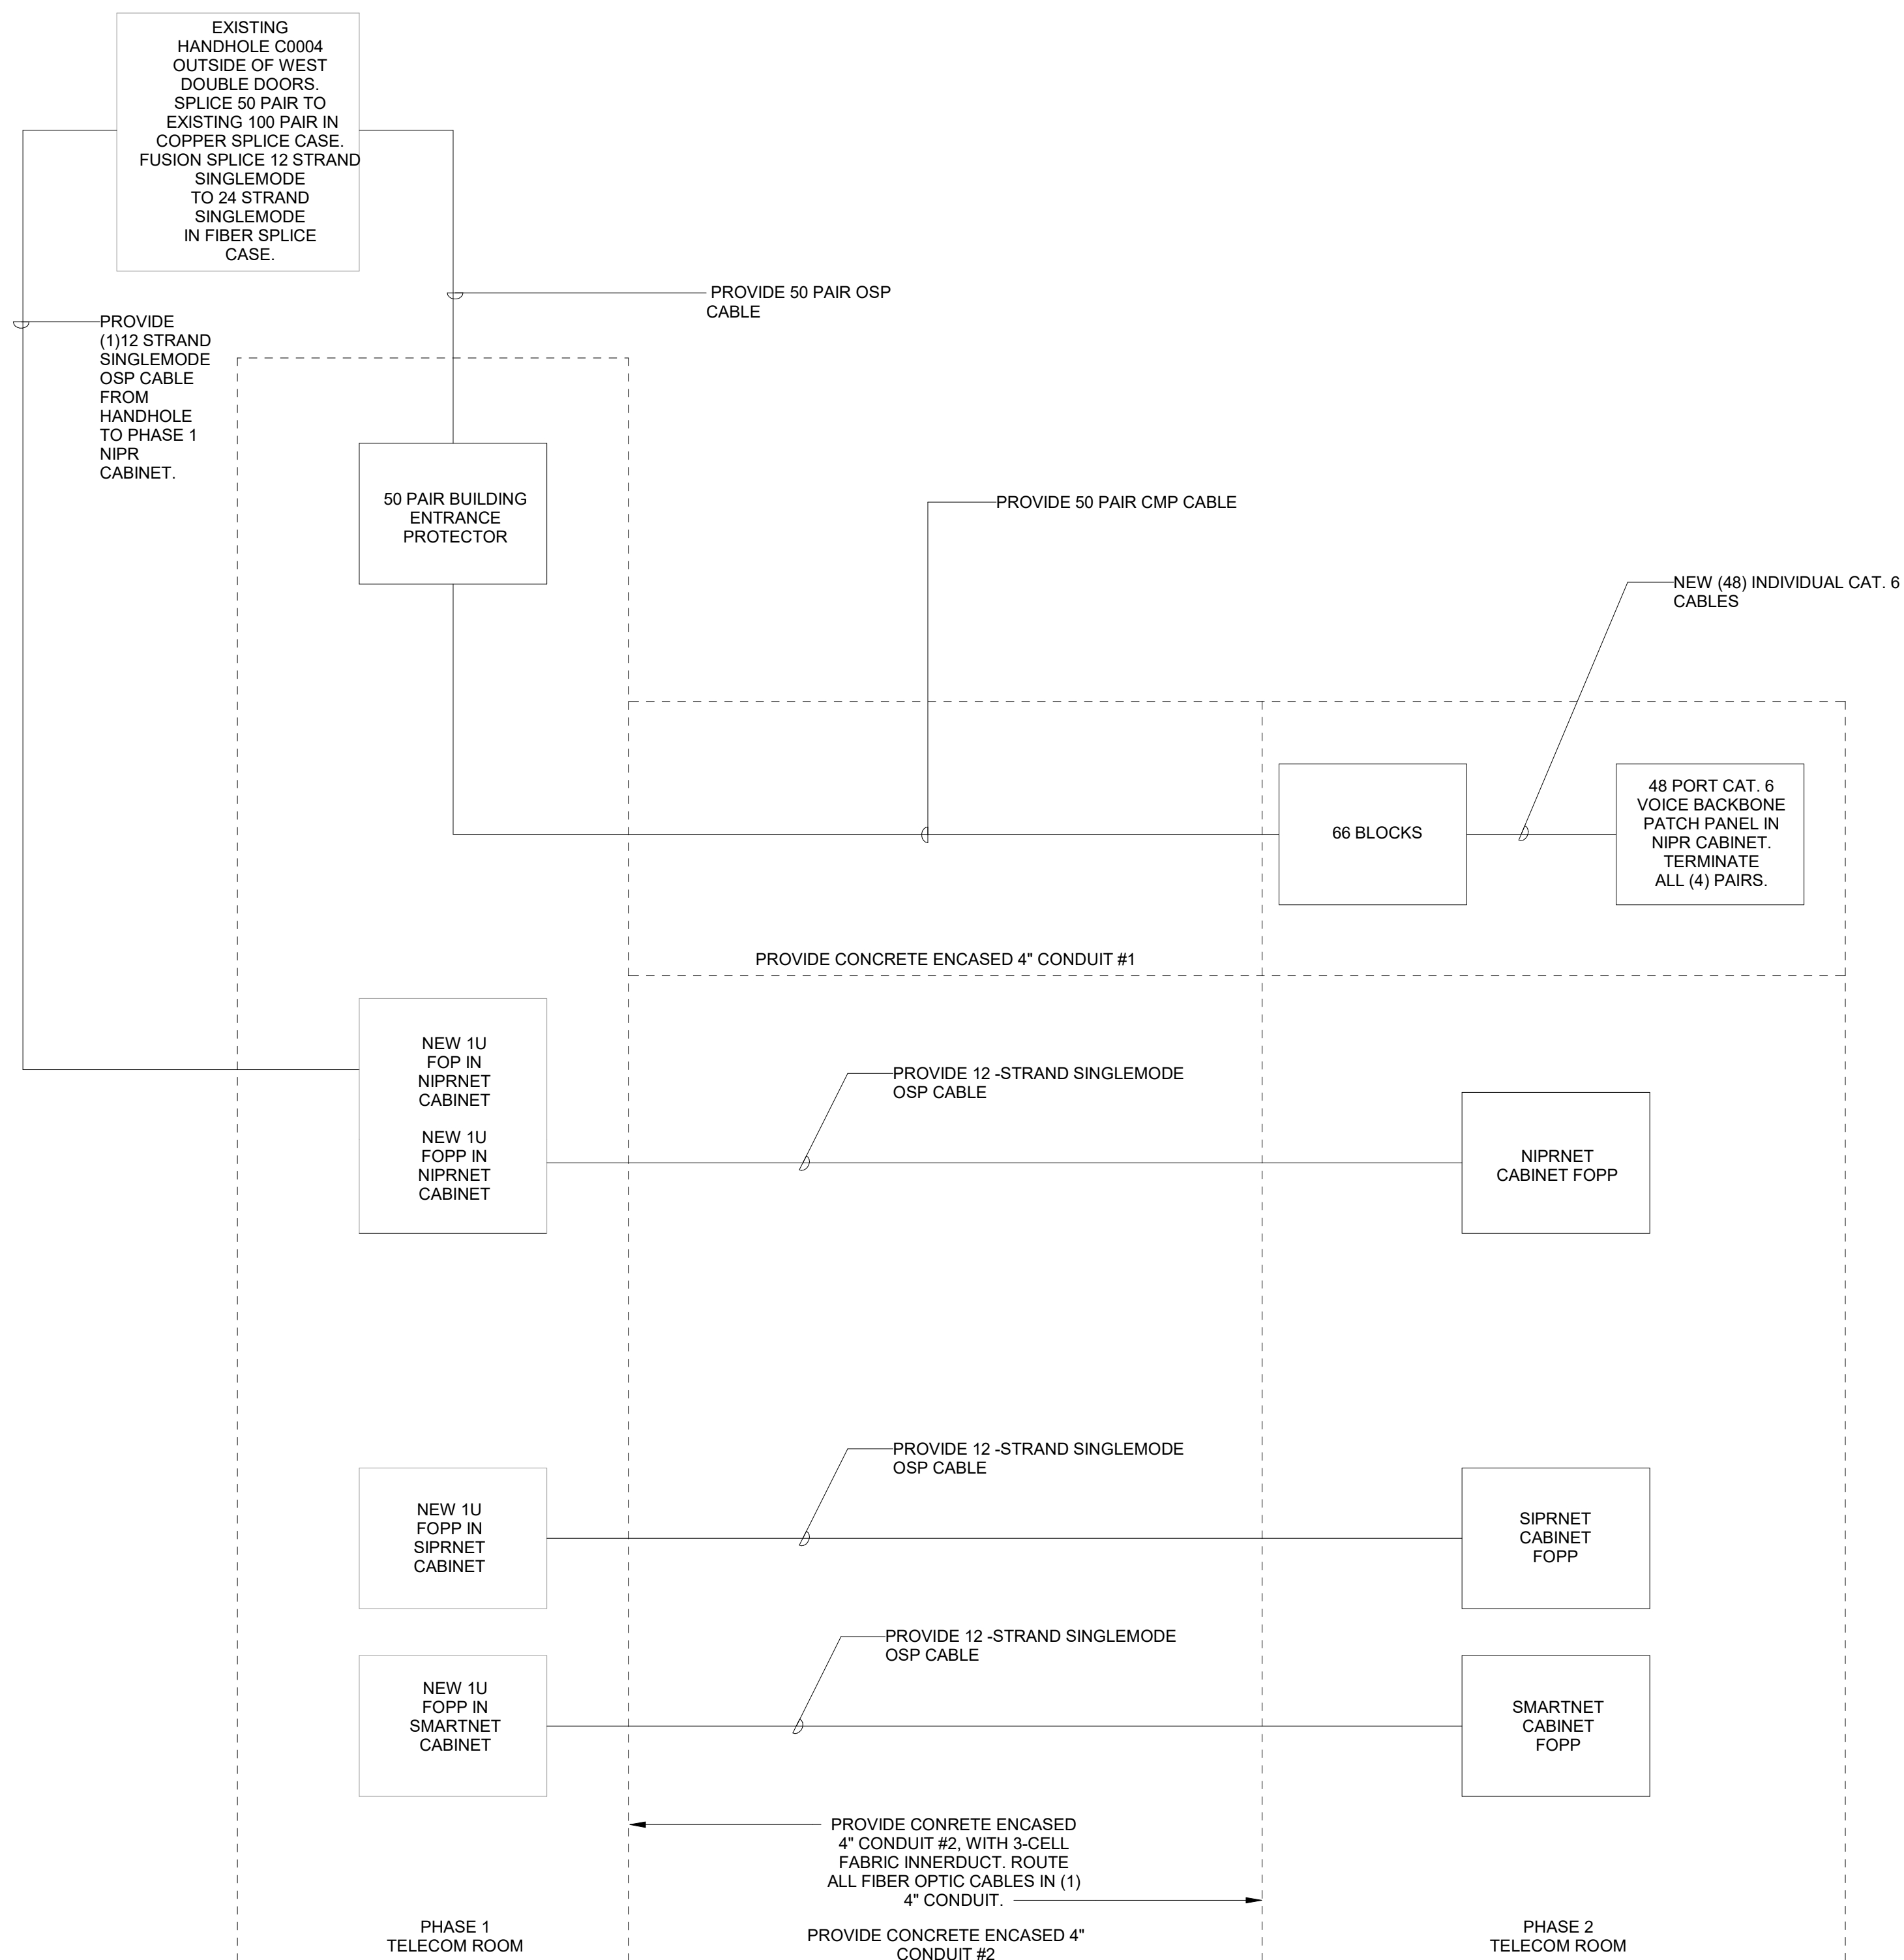 EXISTING
HANDHOLE C0004
OUTSIDE OF WEST
DOUBLE DOORS.
SPLICE 50 PAIR TO
EXISTING 100 PAIR IN
COPPER SPLICE CASE.
FUSION SPLICE 12 STRAND
SINGLEMODE
TO 24 STRAND
SINGLEMODE
IN FIBER SPLICE
CASE.
PROVIDE 50 PAIR OSP
CABLE
PROVIDE
(1)12 STRAND
SINGLEMODE
OSP CABLE
FROM
HANDHOLE
TO PHASE 1
NIPR
CABINET.
50 PAIR BUILDING
ENTRANCE
PROTECTOR
PROVIDE 50 PAIR CMP CABLE
NEW (48) INDIVIDUAL CAT. 6
CABLES
66 BLOCKS
48 PORT CAT. 6
VOICE BACKBONE
PATCH PANEL IN
NIPR CABINET.
TERMINATE
ALL (4) PAIRS.
PROVIDE CONCRETE ENCASED 4" CONDUIT #1
NEW 1U
FOP IN
NIPRNET
CABINET
NEW 1U
FOPP IN
NIPRNET
CABINET
PROVIDE 12 -STRAND SINGLEMODE
OSP CABLE
NIPRNET
CABINET FOPP
NEW 1U
FOPP IN
SIPRNET
CABINET
PROVIDE 12 -STRAND SINGLEMODE
OSP CABLE
SIPRNET
CABINET
FOPP
NEW 1U
FOPP IN
SMARTNET
CABINET
PROVIDE 12 -STRAND SINGLEMODE
OSP CABLE
SMARTNET
CABINET
FOPP
PROVIDE CONRETE ENCASED
4" CONDUIT #2, WITH 3-CELL
FABRIC INNERDUCT. ROUTE
ALL FIBER OPTIC CABLES IN (1)
4" CONDUIT.
PHASE 1
TELECOM ROOM
PROVIDE CONCRETE ENCASED 4"
CONDUIT #2
PHASE 2
TELECOM ROOM